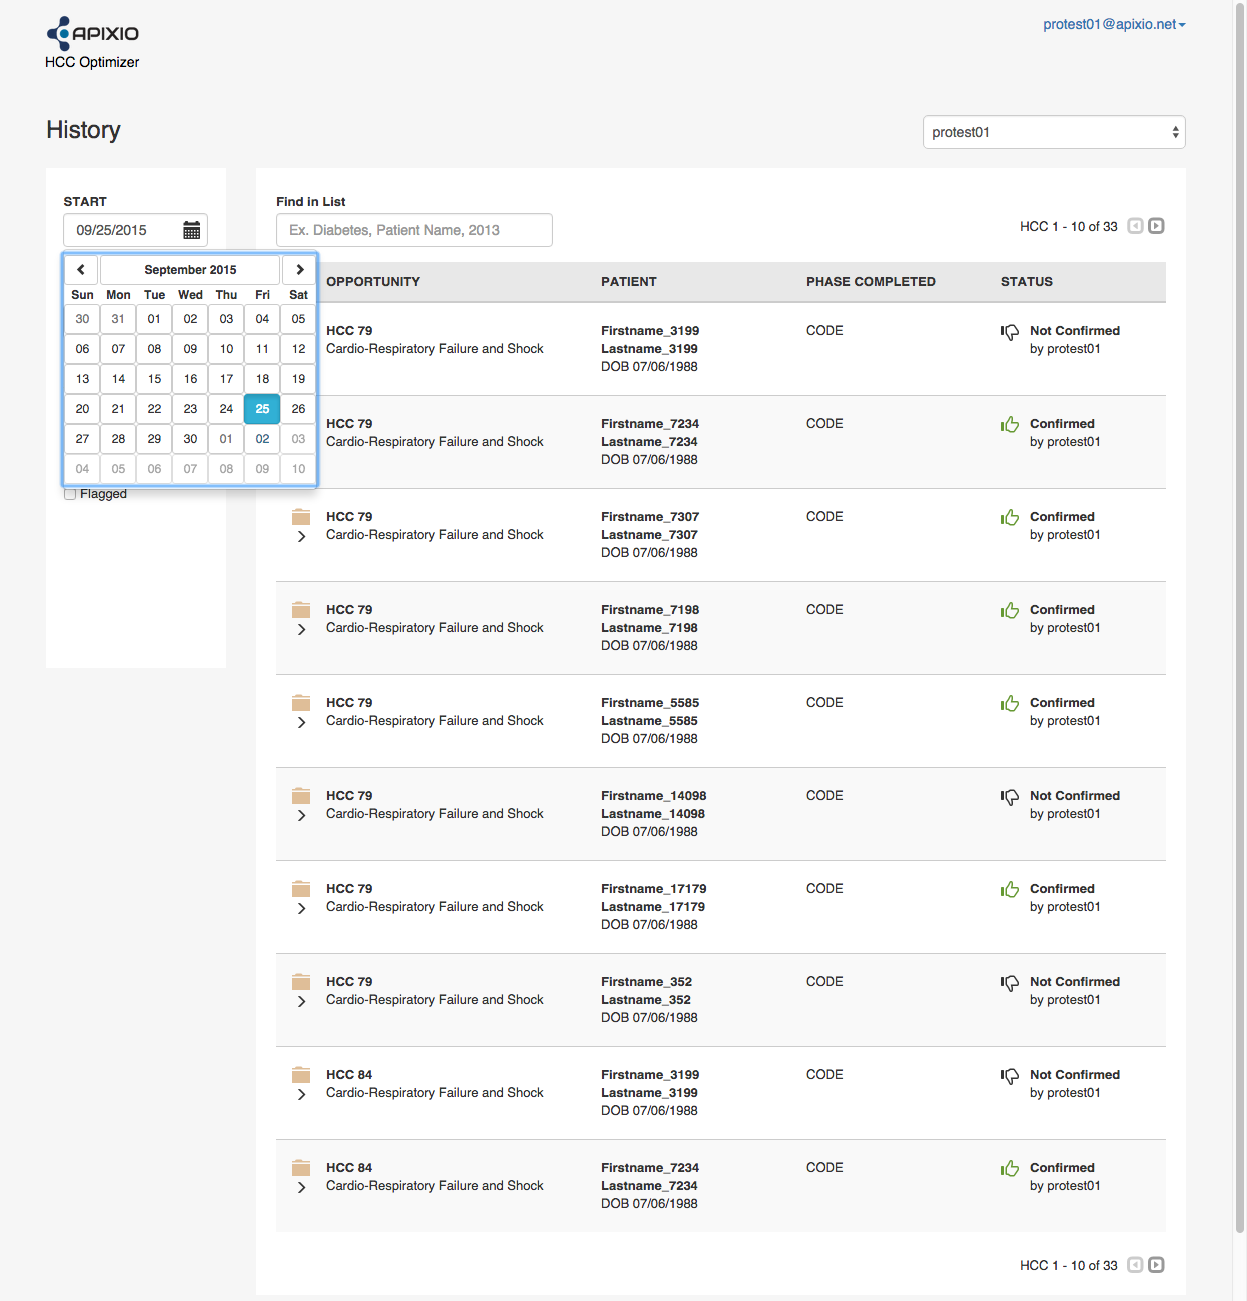 APIXIO
HCC Optimizer
protest01@apixio.net
History
protest01
START
09/25/2015
September 2015
Sun Mon Tue Wed Thu Fri Sat
30 31 01 02 03 04 05
06 07 08 09 10 11 12
13 14 15 16 17 18 19
20 21 22 23 24 25 26
27 28 29 30 01 02 03
04 05 06 07 08 09 10
Flagged
Find in List
Ex. Diabetes, Patient Name, 2013
HCC 1 - 10 of 33
OPPORTUNITY PATIENT PHASE COMPLETED STATUS
HCC 79 Firstname_3199 CODE Not Confirmed
Cardio-Respiratory Failure and Shock Lastname_3199 by protest01
DOB 07/06/1988
HCC 79 Firstname_7234 CODE Confirmed
Cardio-Respiratory Failure and Shock Lastname_7234 by protest01
DOB 07/06/1988
HCC 79 Firstname_7307 CODE Confirmed
Cardio-Respiratory Failure and Shock Lastname_7307 by protest01
DOB 07/06/1988
HCC 79 Firstname_7198 CODE Confirmed
Cardio-Respiratory Failure and Shock Lastname_7198 by protest01
DOB 07/06/1988
HCC 79 Firstname_5585 CODE Confirmed
Cardio-Respiratory Failure and Shock Lastname_5585 by protest01
DOB 07/06/1988
HCC 79 Firstname_14098 CODE Not Confirmed
Cardio-Respiratory Failure and Shock Lastname_14098 by protest01
DOB 07/06/1988
HCC 79 Firstname_17179 CODE Confirmed
Cardio-Respiratory Failure and Shock Lastname_17179 by protest01
DOB 07/06/1988
HCC 79 Firstname_352 CODE Not Confirmed
Cardio-Respiratory Failure and Shock Lastname_352 by protest01
DOB 07/06/1988
HCC 84 Firstname_3199 CODE Not Confirmed
Cardio-Respiratory Failure and Shock Lastname_3199 by protest01
DOB 07/06/1988
HCC 84 Firstname_7234 CODE Confirmed
Cardio-Respiratory Failure and Shock Lastname_7234 by protest01
DOB 07/06/1988
HCC 1 - 10 of 33